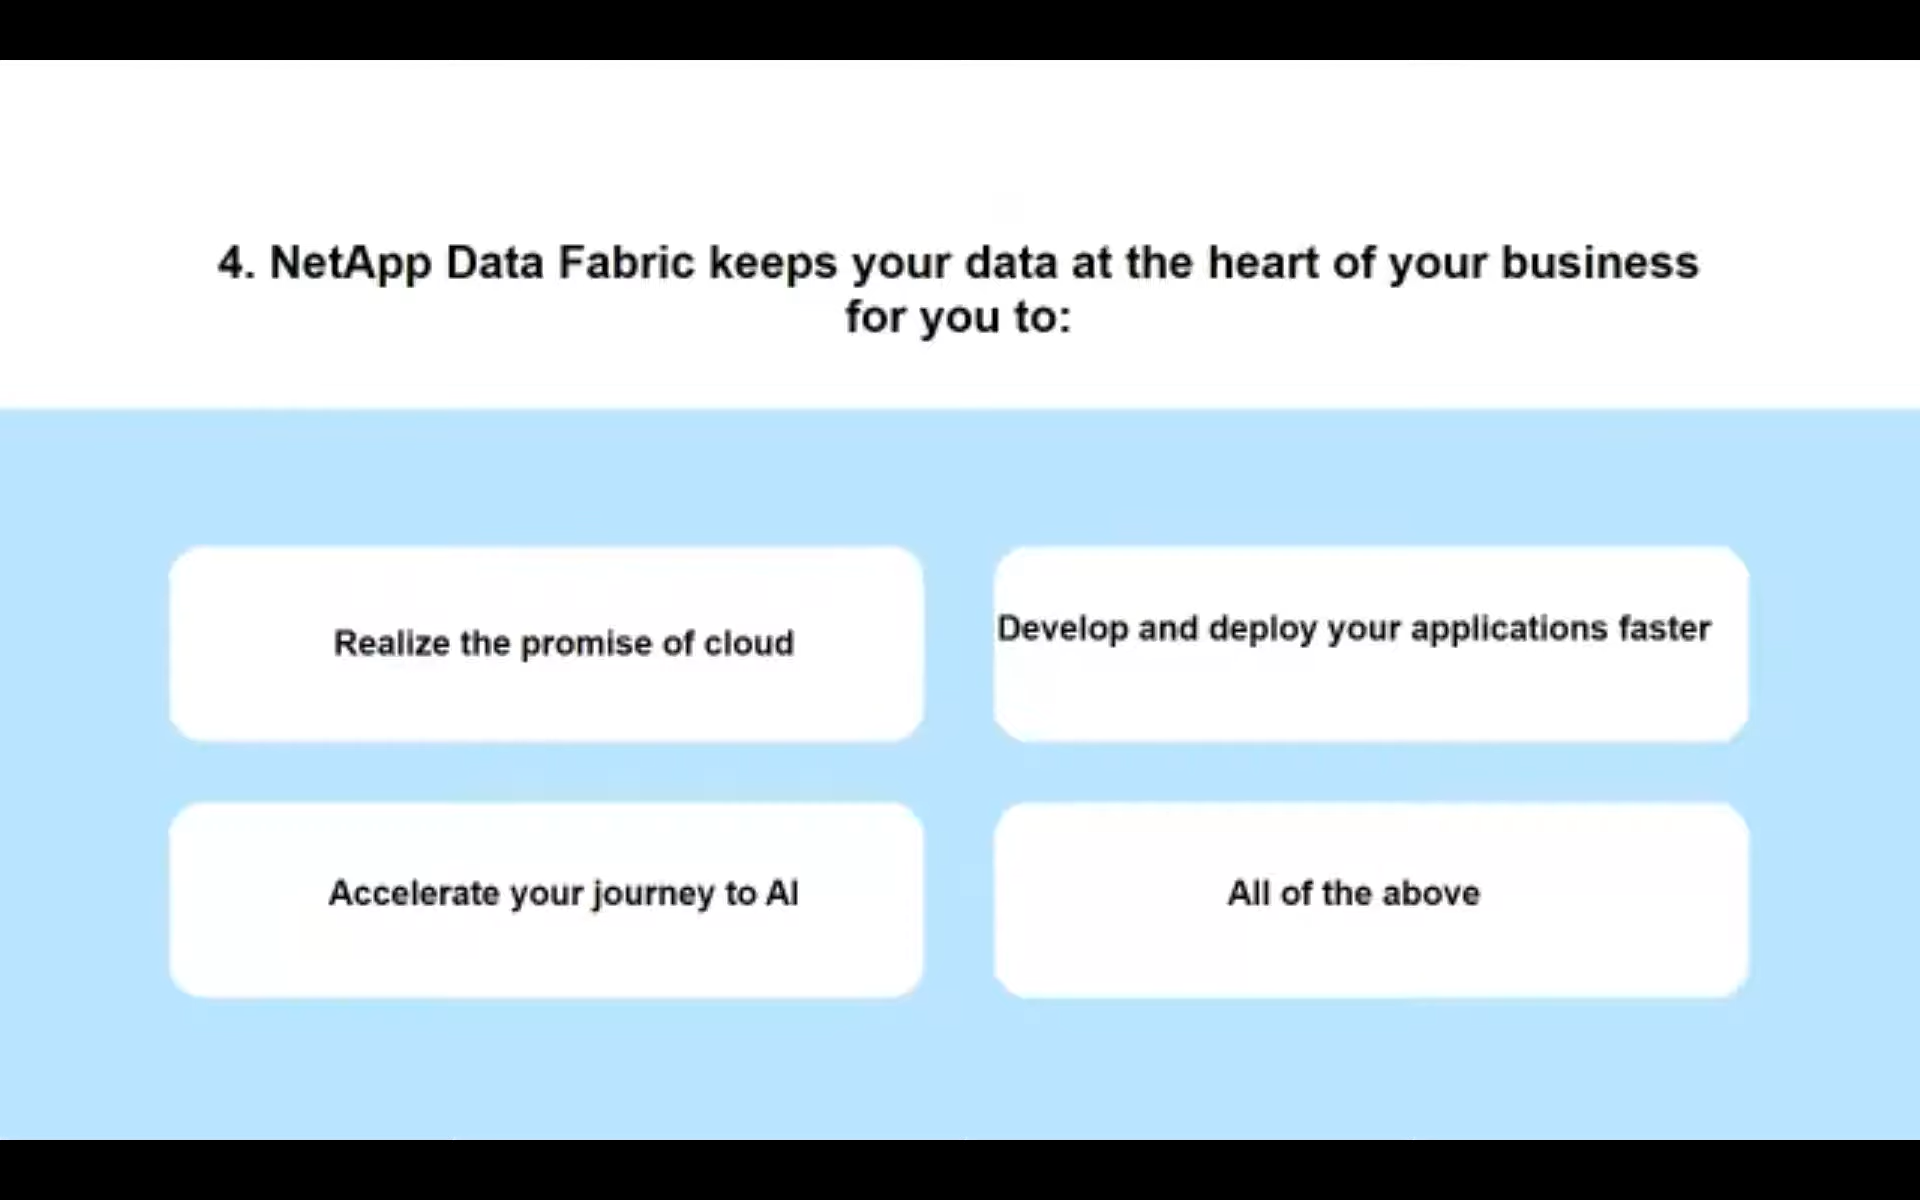 4. NetApp Data Fabric keeps your data at the heart of your business
for you to:
Realize the promise of cloud
Develop and deploy your applications faster
Accelerate your journey to AI
All of the above